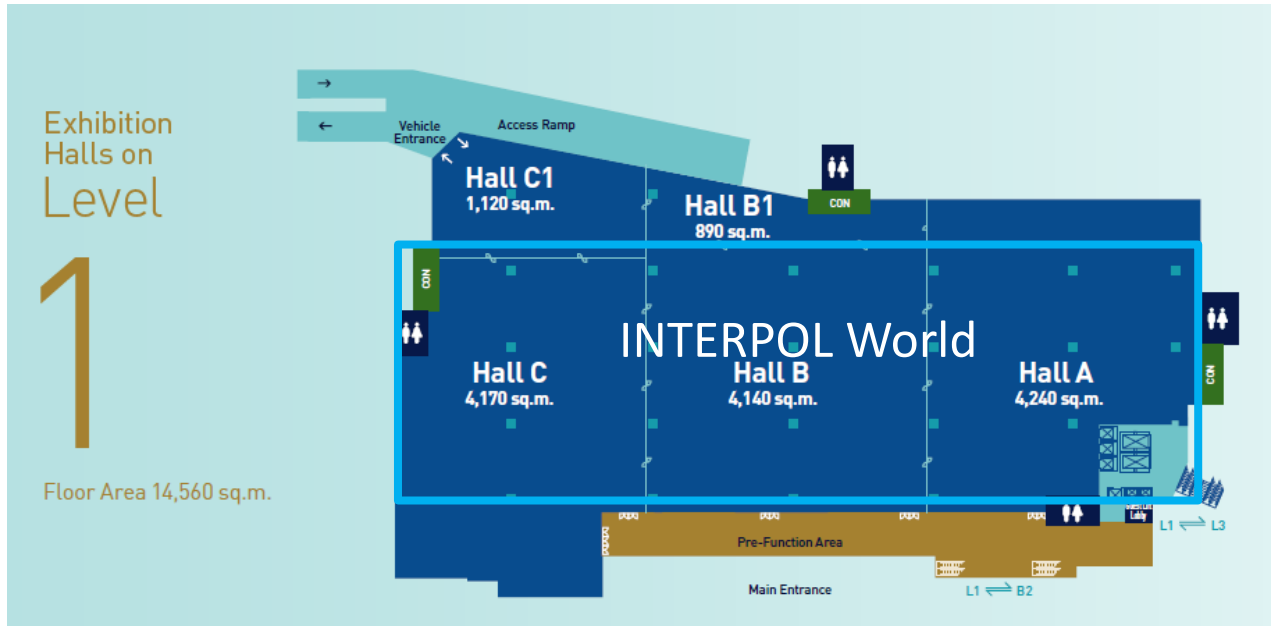 Exhibition
Halls on
Level
1
Floor Area 14,560 sq.m.
Vehicle
Entrance
Access Ramp
Hall C1
1,120 sq.m.
Hall B1
890 sq.m.
CON
CON
INTERPOL World
Hall C
4,170 sq.m.
Hall B
4,140 sq.m.
Hall A
4,240 sq.m.
CON
Lobby
L1 L3
Pre-Function Area
Main Entrance
L1 B2